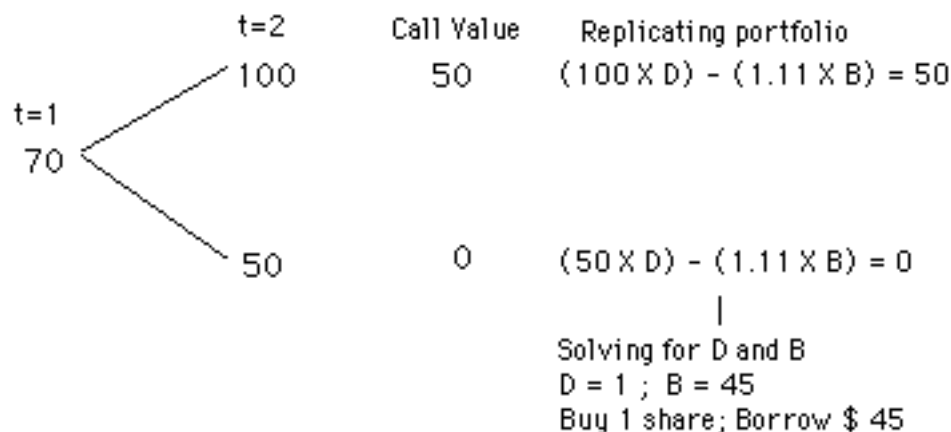 t=2 Call Value Replicating portfolio
100 50 (100 X D) - (1.11 X B) = 50
t=1
70
50 0 (50 X D) - (1.11 X B) = 0
Solving for D and B
D = 1 ; B = 45
Buy 1 share; Borrow $ 45